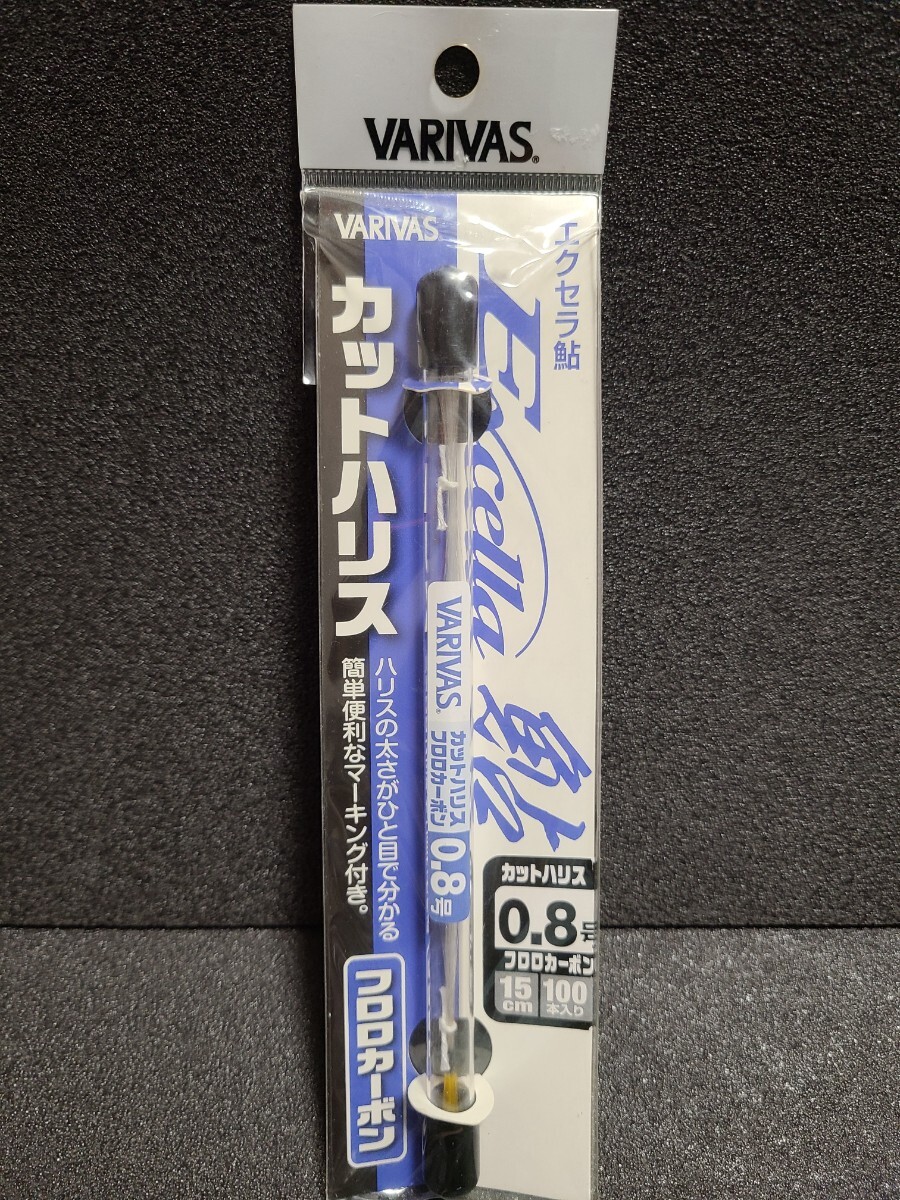 VARIVAS®
VARIVAS
エクセラ鮎
Excella
鮎
カットハリス
ハリスの太さがひと目で分かる
簡単便利なマーキング付き。
フロロカーボン
VARIVAS®
カットハリス
フロロカーボン
0.8号
カットハリス
0.8号
フロロカーボン
15cm
100本入り